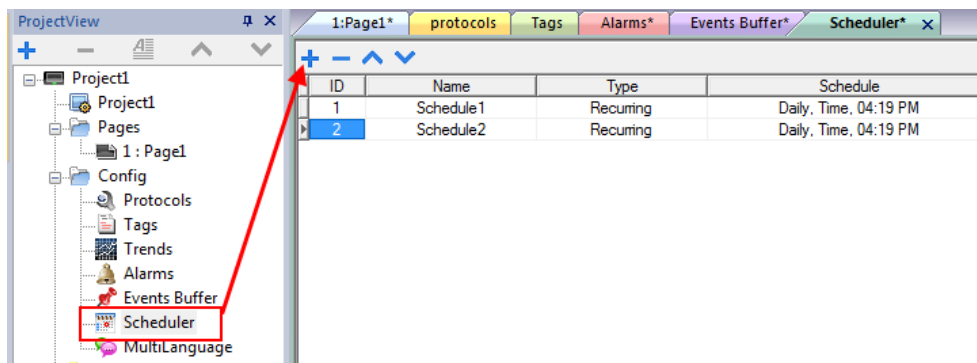 ProjectView
Project1
Project1
Pages
1 : Page1
Config
Protocols
Tags
Trends
Alarms
Events Buffer
Scheduler
MultiLanguage
1:Page1* protocols Tags Alarms* Events Buffer* Scheduler*
ID Name Type Schedule
1 Schedule1 Recurring Daily, Time, 04:19 PM
2 Schedule2 Recurring Daily, Time, 04:19 PM